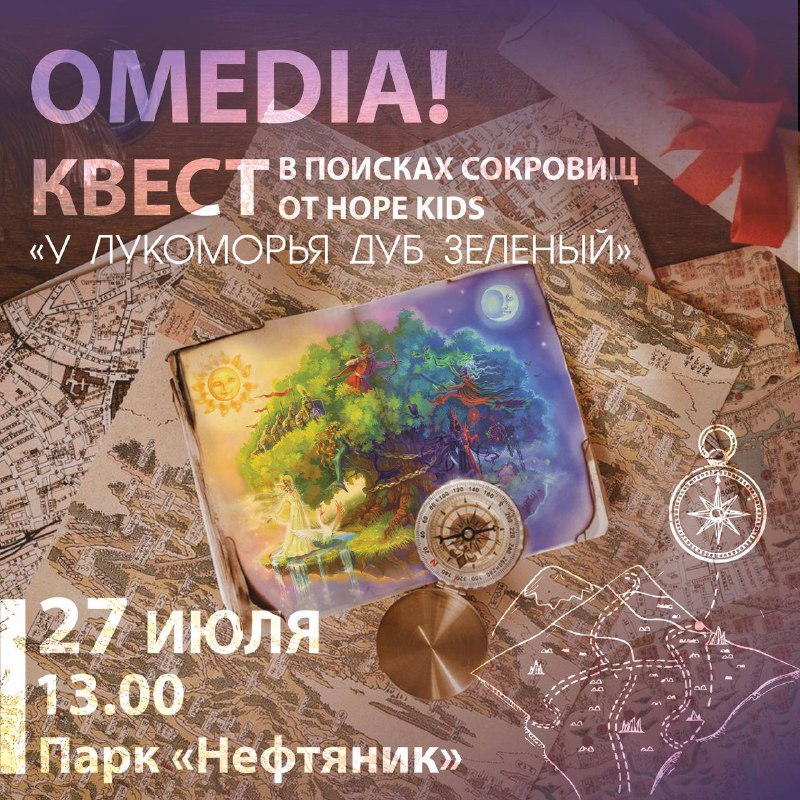 OMEDIA!
КВЕСТ В ПОИСКАХ СОКРОВИЩ
ОТ HOPE KIDS
«У ЛУКОМОРЬЯ ДУБ ЗЕЛЕНЫЙ»
27 ИЮЛЯ
13.00
Парк «Нефтяник»